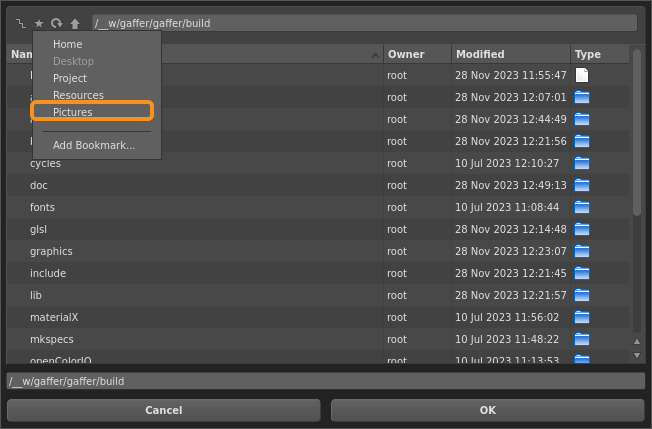 /__w/gaffer/gaffer/build
Home
Desktop
Project
Resources
Pictures
Add Bookmark...
Owner Modified Type
root 28 Nov 2023 11:55:47
root 28 Nov 2023 12:07:01
root 28 Nov 2023 12:44:49
root 28 Nov 2023 12:21:56
cycles root 10 Jul 2023 12:10:27
doc root 28 Nov 2023 12:49:13
fonts root 10 Jul 2023 11:08:44
glsl root 28 Nov 2023 12:14:48
graphics root 28 Nov 2023 12:23:07
include root 28 Nov 2023 12:21:45
lib root 28 Nov 2023 12:21:57
materialX root 10 Jul 2023 11:56:02
mkspecs root 10 Jul 2023 11:48:22
openColorIO root 10 Jul 2023 11:13:53
/__w/gaffer/gaffer/build
Cancel OK